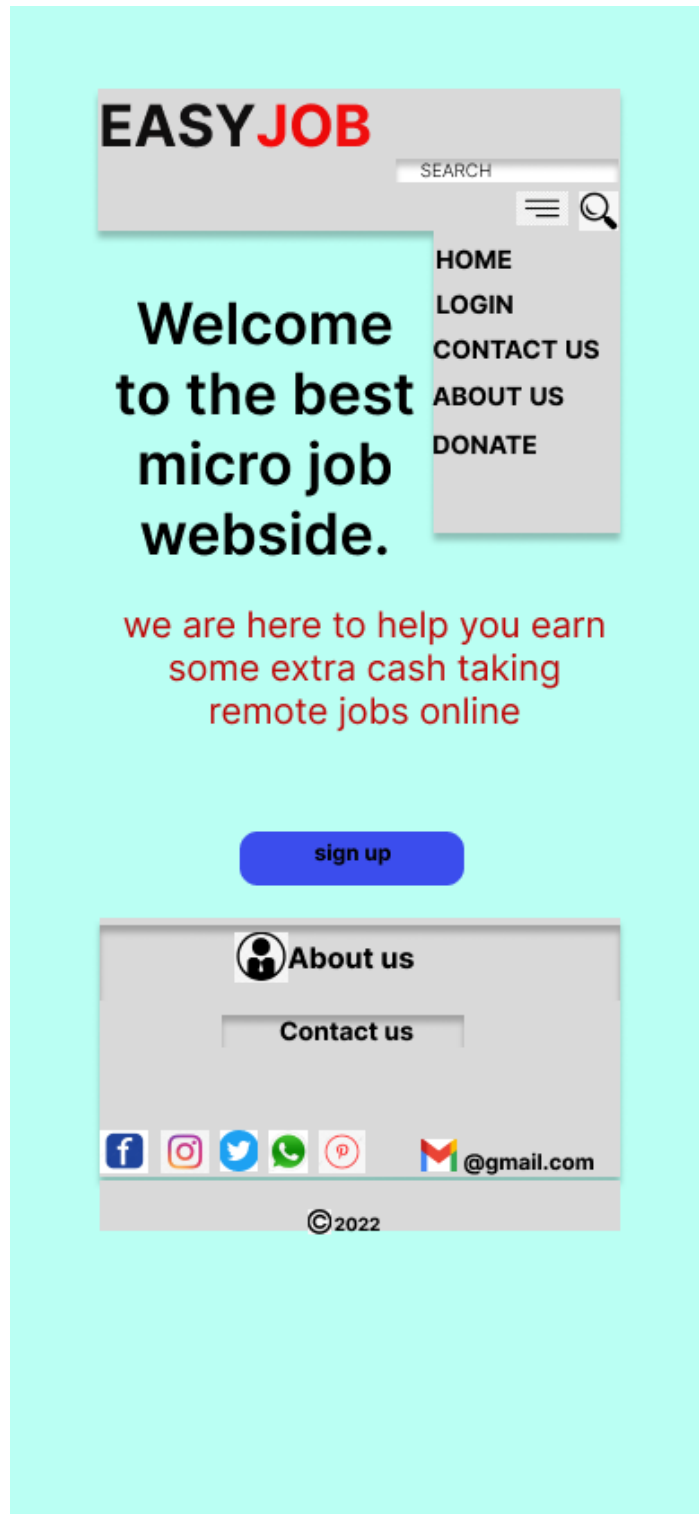 EASYJOB
SEARCH
HOME
LOGIN
CONTACT US
ABOUT US
DONATE
Welcome
to the best
micro job
webside.
we are here to help you earn
some extra cash taking
remote jobs online
sign up
About us
Contact us
@gmail.com
©2022